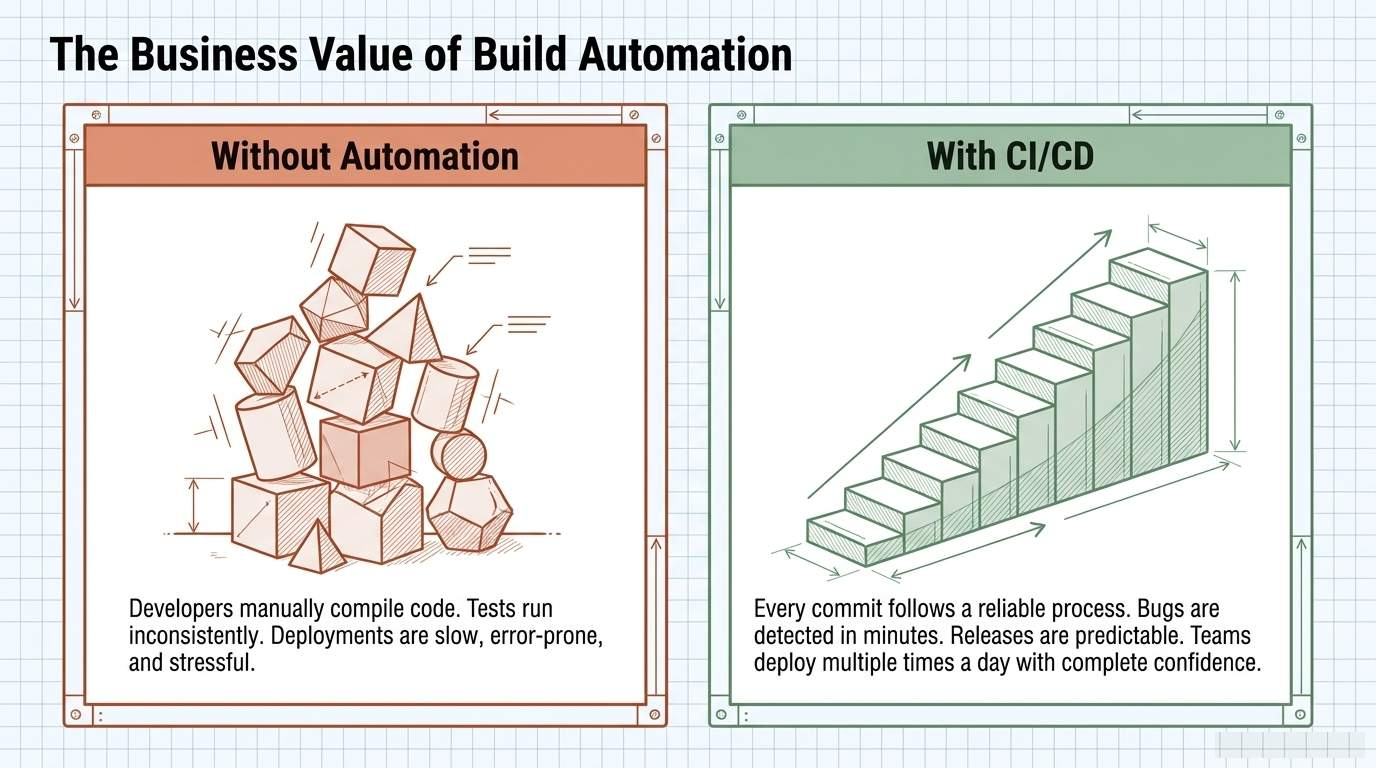 The Business Value of Build Automation
Without Automation
Developers manually compile code. Tests run
inconsistently. Deployments are slow, error-prone,
and stressful.
With CI/CD
Every commit follows a reliable process. Bugs are
detected in minutes. Releases are predictable. Teams
deploy multiple times a day with complete confidence.